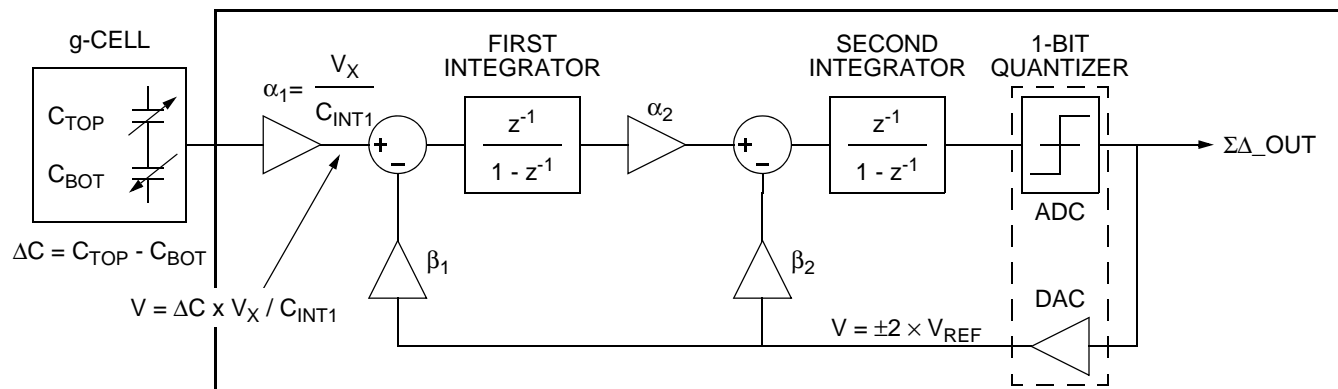 g-CELL
C_TOP
C_BOT
ΔC = C_TOP - C_BOT
α₁= V_X
C_INT1
V = ΔC x V_X / C_INT1
+
-
β₁
FIRST
INTEGRATOR
z⁻¹
1 - z⁻¹
α₂
+
-
β₂
SECOND
INTEGRATOR
z⁻¹
1 - z⁻¹
1-BIT
QUANTIZER
ADC
DAC
V = ±2 × V_REF
ΣΔ_OUT